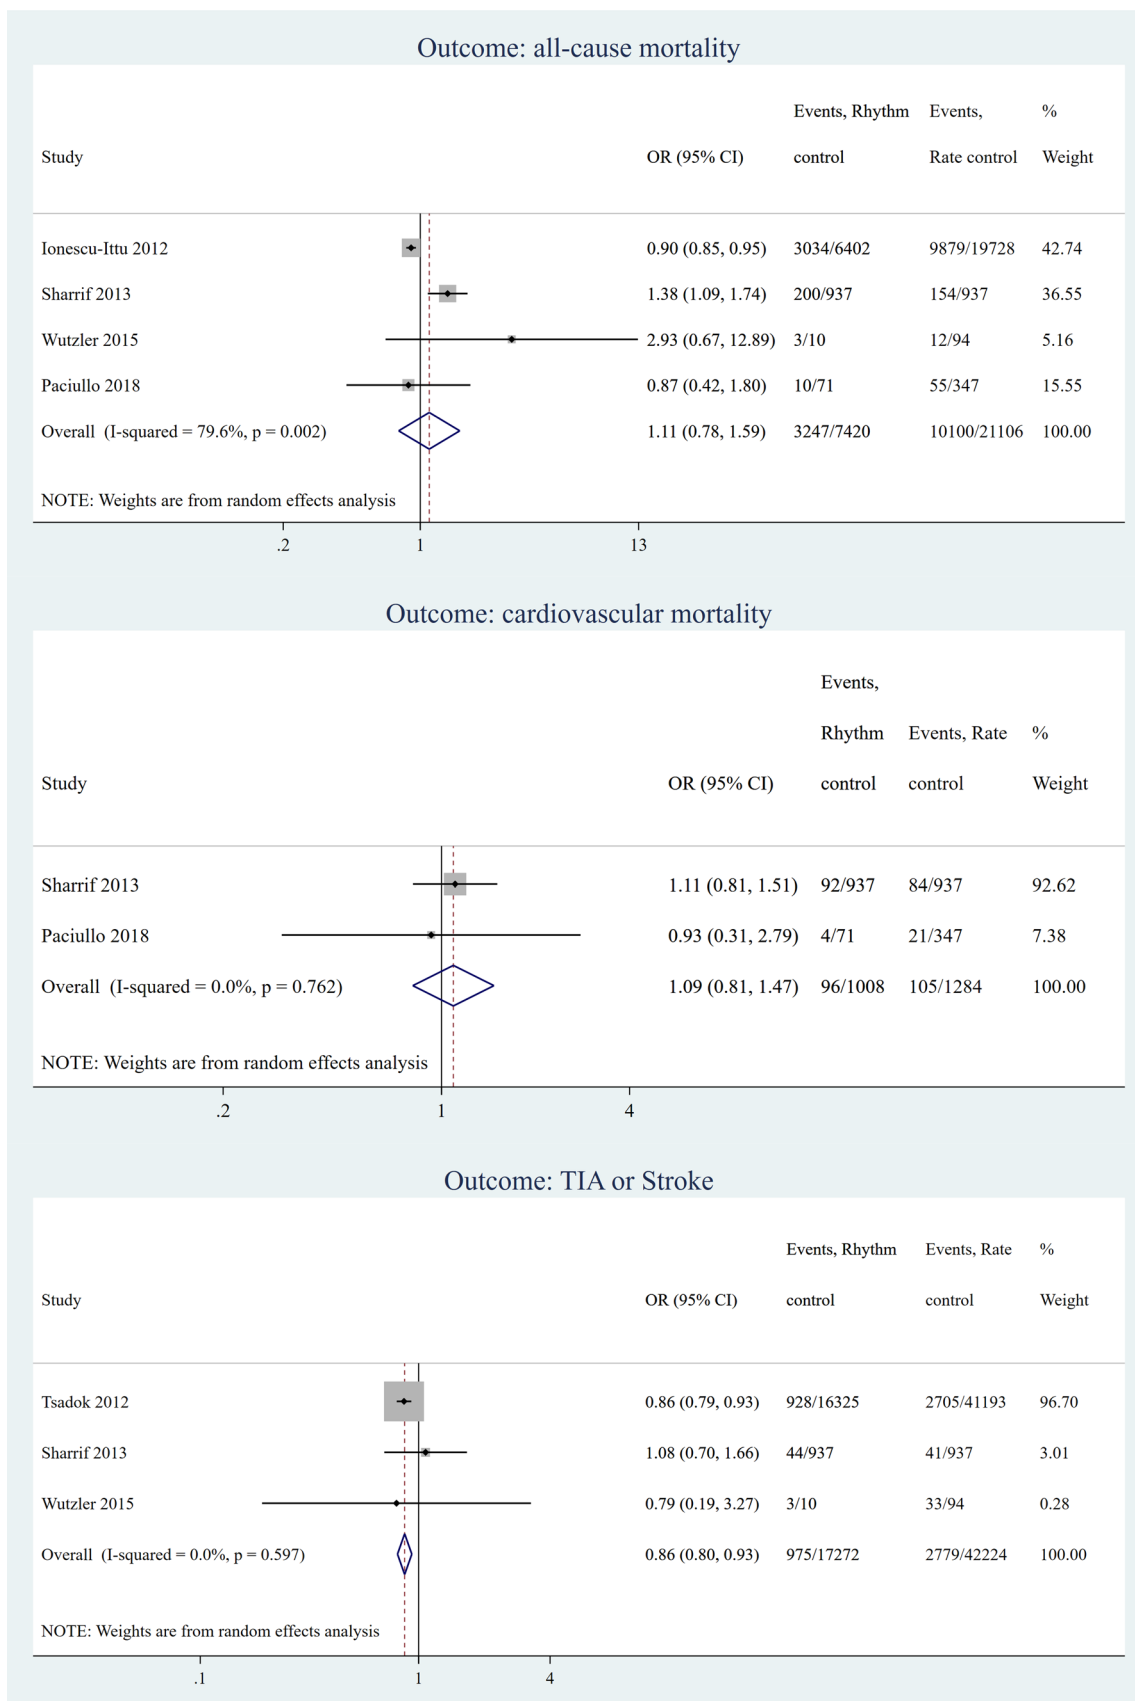 Outcome: all-cause mortality
Events, Rhythm Events, %
Study OR (95% CI) control Rate control Weight
Ionescu-Ittu 2012 0.90 (0.85, 0.95) 3034/6402 9879/19728 42.74
Sharrif 2013 1.38 (1.09, 1.74) 200/937 154/937 36.55
Wutzler 2015 2.93 (0.67, 12.89) 3/10 12/94 5.16
Paciullo 2018 0.87 (0.42, 1.80) 10/71 55/347 15.55
Overall (I-squared = 79.6%, p = 0.002) 1.11 (0.78, 1.59) 3247/7420 10100/21106 100.00
NOTE: Weights are from random effects analysis
.2 1 13
Outcome: cardiovascular mortality
Events,
Rhythm Events, Rate %
Study OR (95% CI) control control Weight
Sharrif 2013 1.11 (0.81, 1.51) 92/937 84/937 92.62
Paciullo 2018 0.93 (0.31, 2.79) 4/71 21/347 7.38
Overall (I-squared = 0.0%, p = 0.762) 1.09 (0.81, 1.47) 96/1008 105/1284 100.00
NOTE: Weights are from random effects analysis
.2 1 4
Outcome: TIA or Stroke
Events, Rhythm Events, Rate %
Study OR (95% CI) control control Weight
Tsadok 2012 0.86 (0.79, 0.93) 928/16325 2705/41193 96.70
Sharrif 2013 1.08 (0.70, 1.66) 44/937 41/937 3.01
Wutzler 2015 0.79 (0.19, 3.27) 3/10 33/94 0.28
Overall (I-squared = 0.0%, p = 0.597) 0.86 (0.80, 0.93) 975/17272 2779/42224 100.00
NOTE: Weights are from random effects analysis
.1 1 4